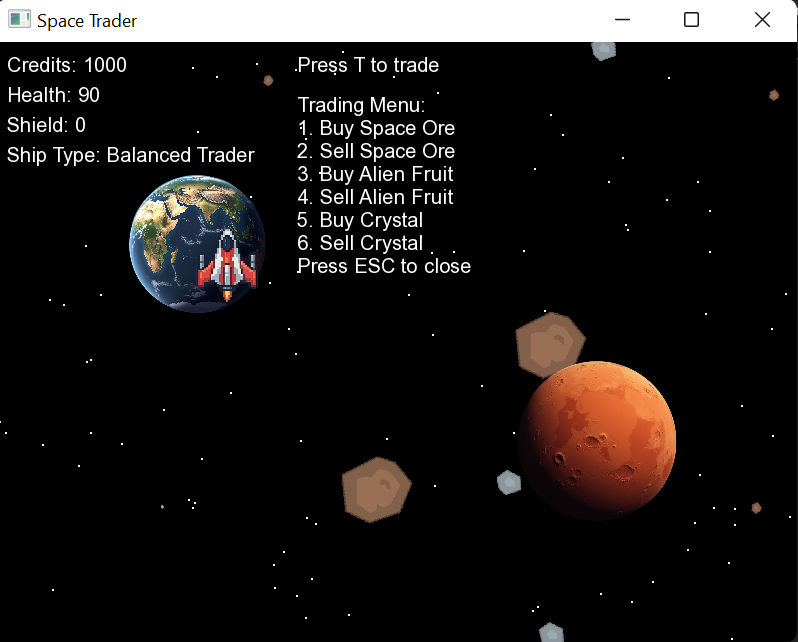 Space Trader
Credits: 1000
Health: 90
Shield: 0
Ship Type: Balanced Trader
Press T to trade
Trading Menu:
1. Buy Space Ore
2. Sell Space Ore
3. Buy Alien Fruit
4. Sell Alien Fruit
5. Buy Crystal
6. Sell Crystal
Press ESC to close